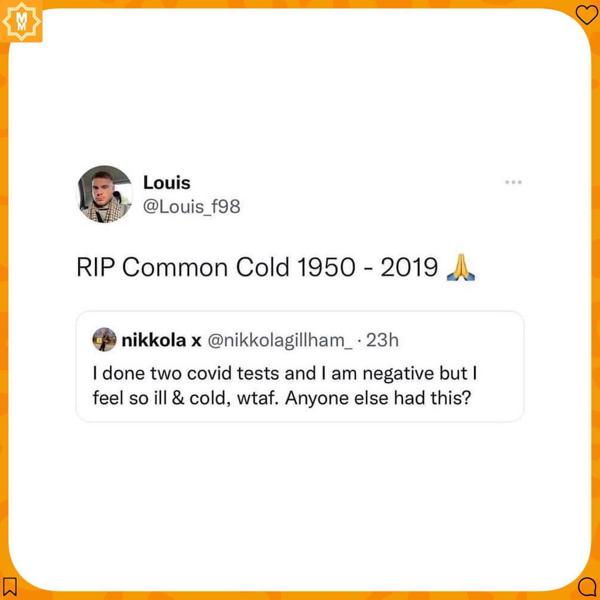 MM
Louis
@Louis_f98
RIP Common Cold 1950 - 2019 🙏
nikkola x @nikkolagillham_ · 23h
I done two covid tests and I am negative but I
feel so ill & cold, wtaf. Anyone else had this?